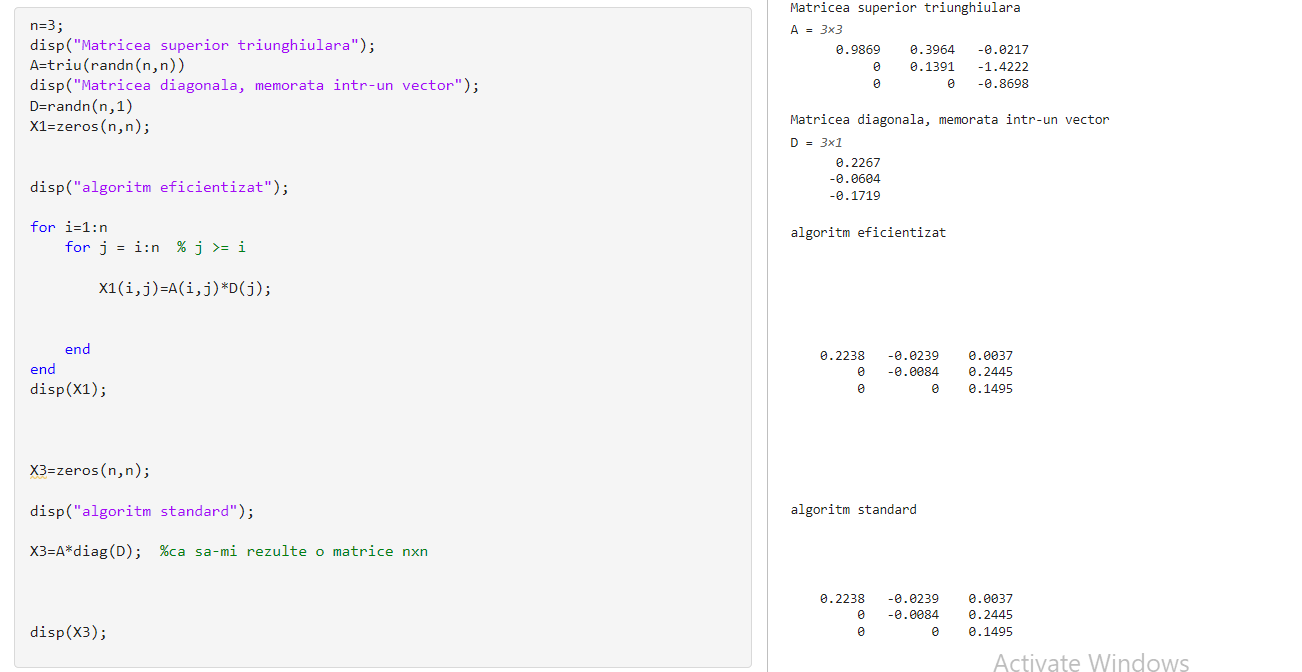 n=3;
disp("Matricea superior triunghiulara");
A=triu(randn(n,n))
disp("Matricea diagonala, memorata intr-un vector");
D=randn(n,1)
X1=zeros(n,n);
disp("algoritm eficientizat");
for i=1:n
for j = i:n  % j >= i
X1(i,j)=A(i,j)*D(j);
end
end
disp(X1);
X3=zeros(n,n);
disp("algoritm standard");
X3=A*diag(D);  %ca sa-mi rezulte o matrice nxn
disp(X3);
Matricea superior triunghiulara
A = 3×3
0.9869 0.3964 -0.0217
0 0.1391 -1.4222
0 0 -0.8698
Matricea diagonala, memorata intr-un vector
D = 3×1
0.2267
-0.0604
-0.1719
algoritm eficientizat
0.2238 -0.0239 0.0037
0 -0.0084 0.2445
0 0 0.1495
algoritm standard
0.2238 -0.0239 0.0037
0 -0.0084 0.2445
0 0 0.1495
Activate Windows